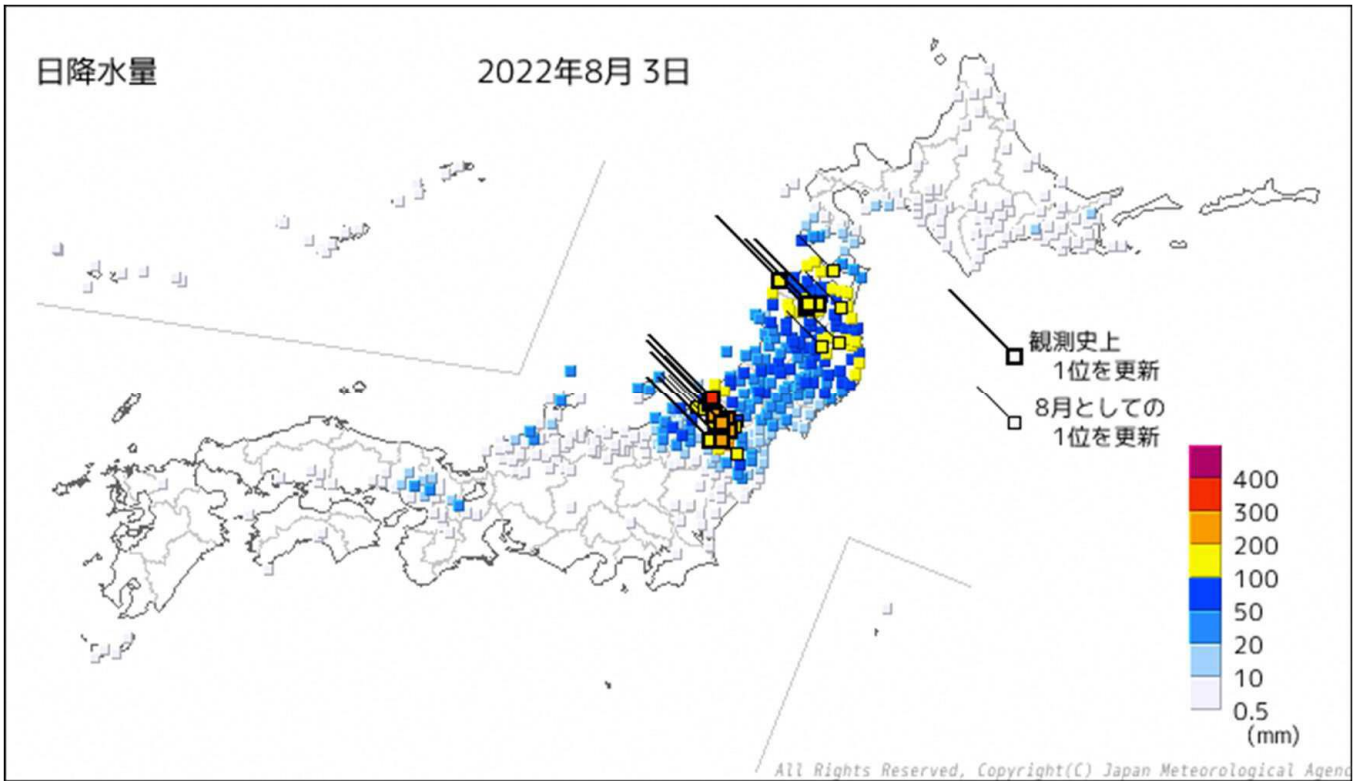 日降水量
2022年8月 3日
観測史上
1位を更新
8月としての
1位を更新
400
300
200
100
50
20
10
0.5
(mm)
All Rights Reserved, Copyright(C) Japan Meteorological Agenc